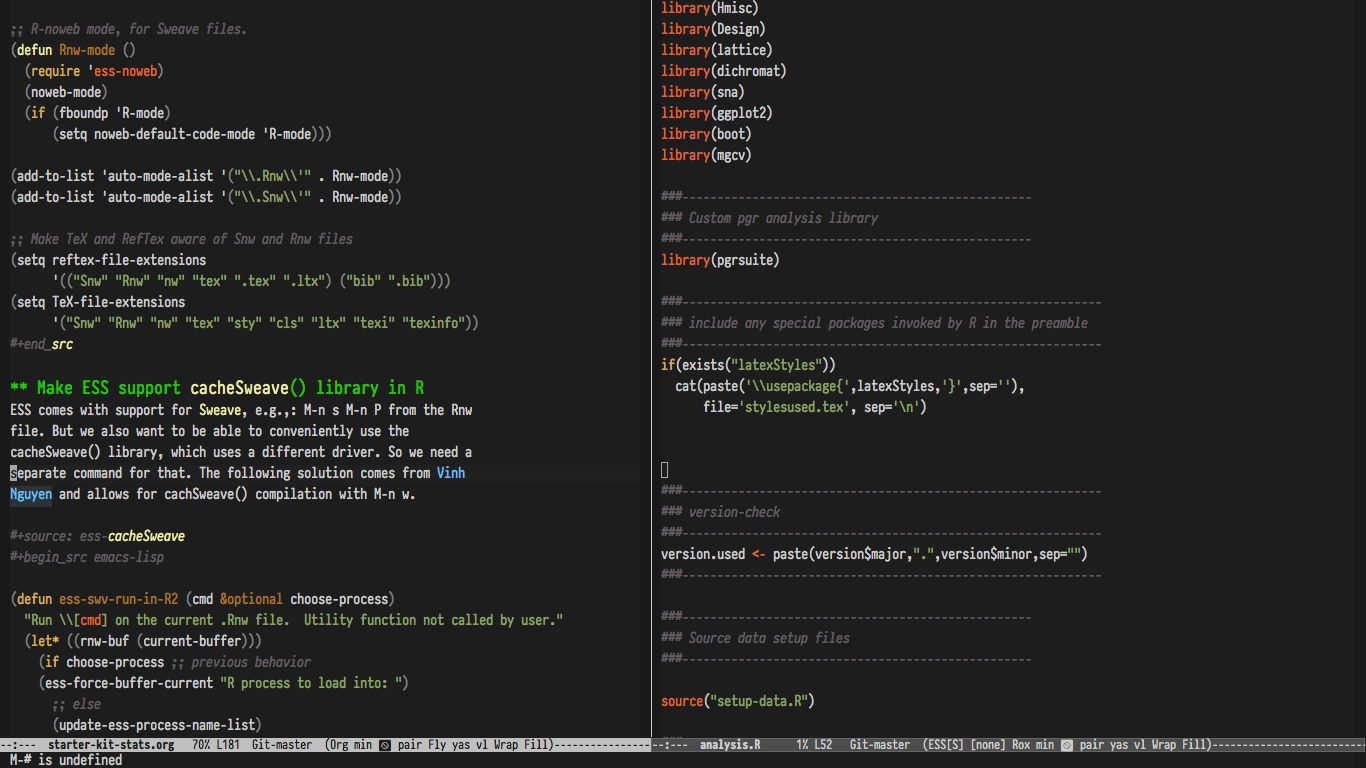 ;; R-noweb mode, for Sweave files.
(defun Rnw-mode ()
  (require 'ess-noweb)
  (noweb-mode)
  (if (fboundp 'R-mode)
      (setq noweb-default-code-mode 'R-mode)))

(add-to-list 'auto-mode-alist '("\\.Rnw\\'" . Rnw-mode))
(add-to-list 'auto-mode-alist '("\\.Snw\\'" . Rnw-mode))

;; Make TeX and RefTex aware of Snw and Rnw files
(setq reftex-file-extensions
      '(("Snw" "Rnw" "nw" "tex" ".tex" ".ltx") ("bib" ".bib")))
(setq TeX-file-extensions
      '("Snw" "Rnw" "nw" "tex" "sty" "cls" "ltx" "texi" "texinfo"))
#+end_src

** Make ESS support cacheSweave() library in R
ESS comes with support for Sweave, e.g.,: M-n s M-n P from the Rnw
file. But we also want to be able to conveniently use the
cacheSweave() library, which uses a different driver. So we need a
separate command for that. The following solution comes from Vinh
Nguyen and allows for cachSweave() compilation with M-n w.

#+source: ess-cacheSweave
#+begin_src emacs-lisp

(defun ess-swv-run-in-R2 (cmd &optional choose-process)
  "Run \\[cmd] on the current .Rnw file.  Utility function not called by user."
  (let* ((rnw-buf (current-buffer)))
    (if choose-process ;; previous behavior
    (ess-force-buffer-current "R process to load into: ")
      ;; else
      (update-ess-process-name-list)
--:---  starter-kit-stats.org   70% L181  Git-master  (Org min pair Fly yas vl Wrap Fill)--------------
M-# is undefined
library(Hmisc)
library(Design)
library(lattice)
library(dichromat)
library(sna)
library(ggplot2)
library(boot)
library(mgcv)

###--------------------------------------------------
### Custom pgr analysis library
###--------------------------------------------------
library(pgrsuite)

###------------------------------------------------------------
### include any special packages invoked by R in the preamble
###------------------------------------------------------------
if(exists("latexStyles"))
  cat(paste('\\usepackage{',latexStyles,'}',sep=''),
      file='stylesused.tex', sep='\n')

###------------------------------------------------------------
### version-check
###------------------------------------------------------------
version.used <- paste(version$major,".",version$minor,sep="")
###------------------------------------------------------------

###--------------------------------------------------
### Source data setup files
###--------------------------------------------------

source("setup-data.R")

--:---  analysis.R     1% L52   Git-master  (ESS[S] [none] Rox min pair yas vl Wrap Fill)----------------------